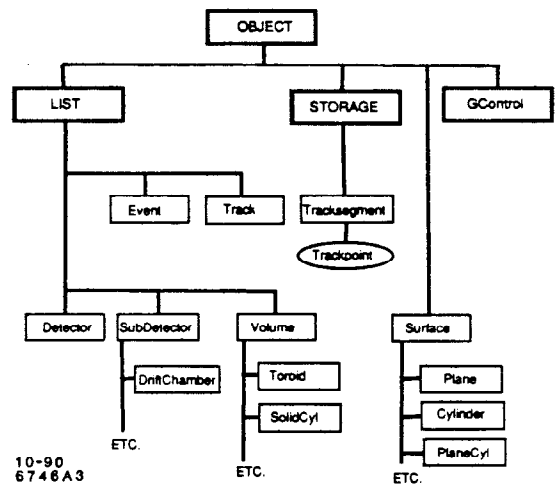 OBJECT
LIST
STORAGE
GControl
Event
Track
Tracksegment
Trackpoint
Detector
SubDetector
Volume
Surface
DriftChamber
Toroid
Plane
SolidCyl
Cylinder
ETC.
PlaneCyl
ETC.
ETC.
10-90
6746A3